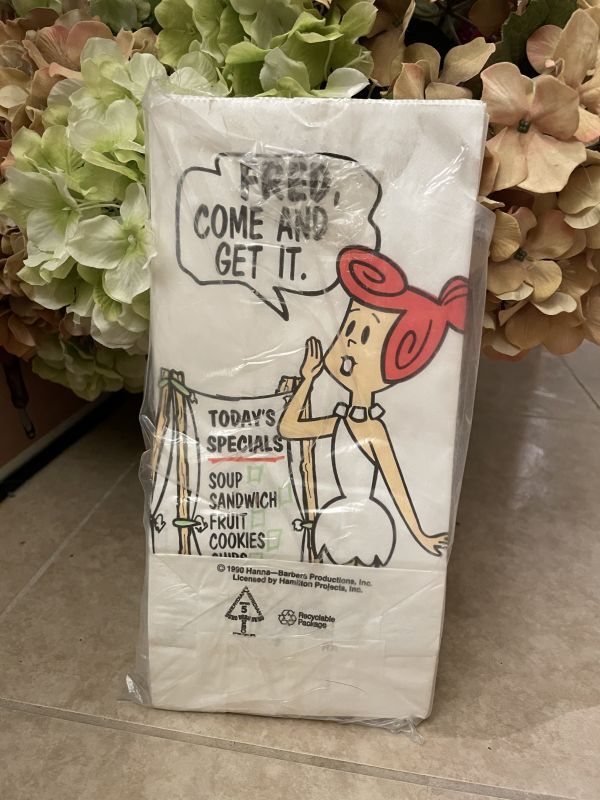 FRED,
COME AND
GET IT.
TODAY'S
SPECIALS
SOUP
SANDWICH
FRUIT
COOKIES
CHIPS
© 1990 Hanna—Barbera Productions, Inc.
Licensed by Hamilton Projects, Inc.
5
Recyclable
Package